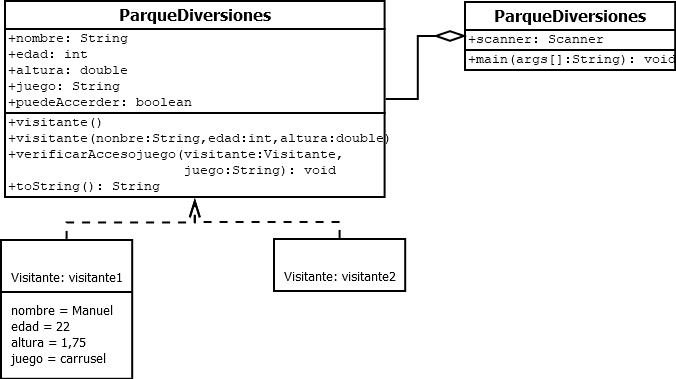 ParqueDiversiones
+nombre: String
+edad: int
+altura: double
+juego: String
+puedeAccerder: boolean
+visitante()
+visitante(nonbre:String,edad:int,altura:double)
+verificarAccesojuego(visitante:Visitante,
juego:String): void
+toString(): String
ParqueDiversiones
+scanner: Scanner
+main(args[]:String): void
Visitante: visitante1
nombre = Manuel
edad = 22
altura = 1,75
juego = carrusel
Visitante: visitante2